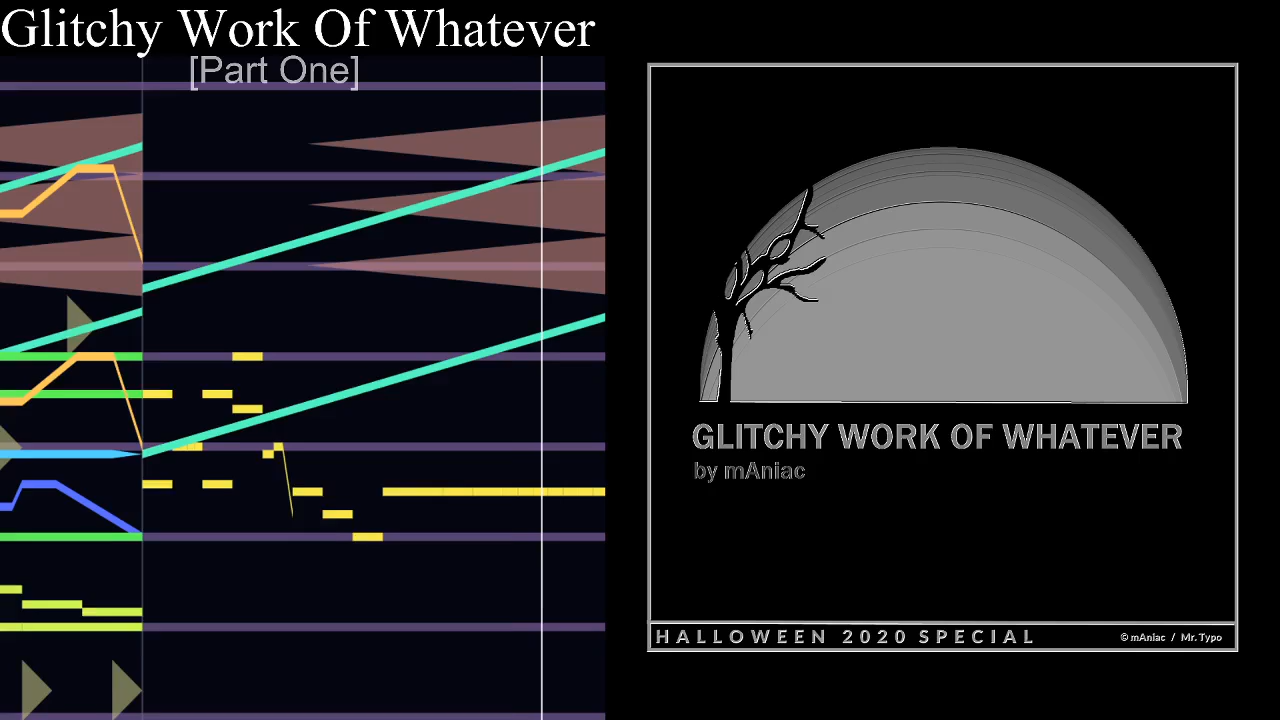 Glitchy Work Of Whatever
[Part One]
GLITCHY WORK OF WHATEVER
by mAniac
HALLOWEEN 2020 SPECIAL
© mAniac / Mr. Typo